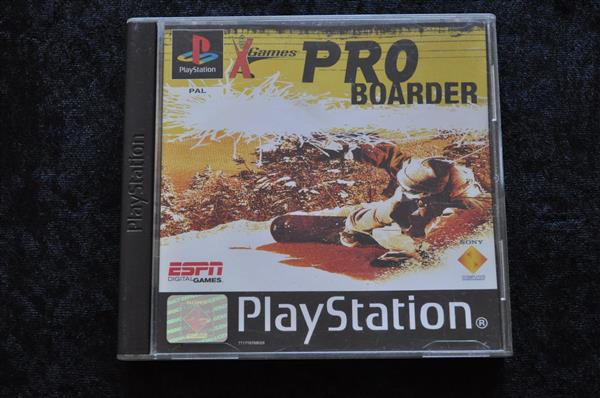 PlayStation
PlayStation
PAL
X Games
PRO
BOARDER
SONY
ESPN
DIGITAL GAMES
PlayStation®